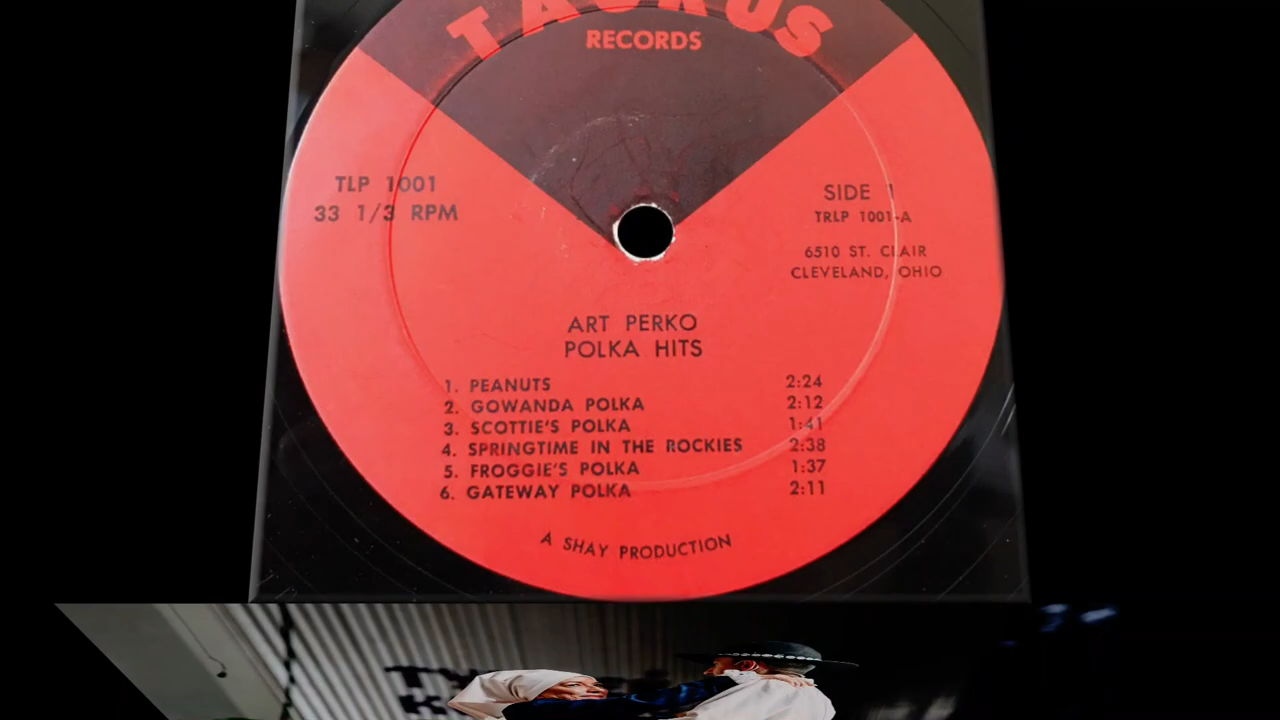 TAURUS
RECORDS
TLP 1001
33 1/3 RPM
SIDE 1
TRLP 1001-A
6510 ST. CLAIR
CLEVELAND, OHIO
ART PERKO
POLKA HITS
1. PEANUTS 2:24
2. GOWANDA POLKA 2:12
3. SCOTTIE'S POLKA 1:41
4. SPRINGTIME IN THE ROCKIES 2:38
5. FROGGIE'S POLKA 1:37
6. GATEWAY POLKA 2:11
A SHAY PRODUCTION